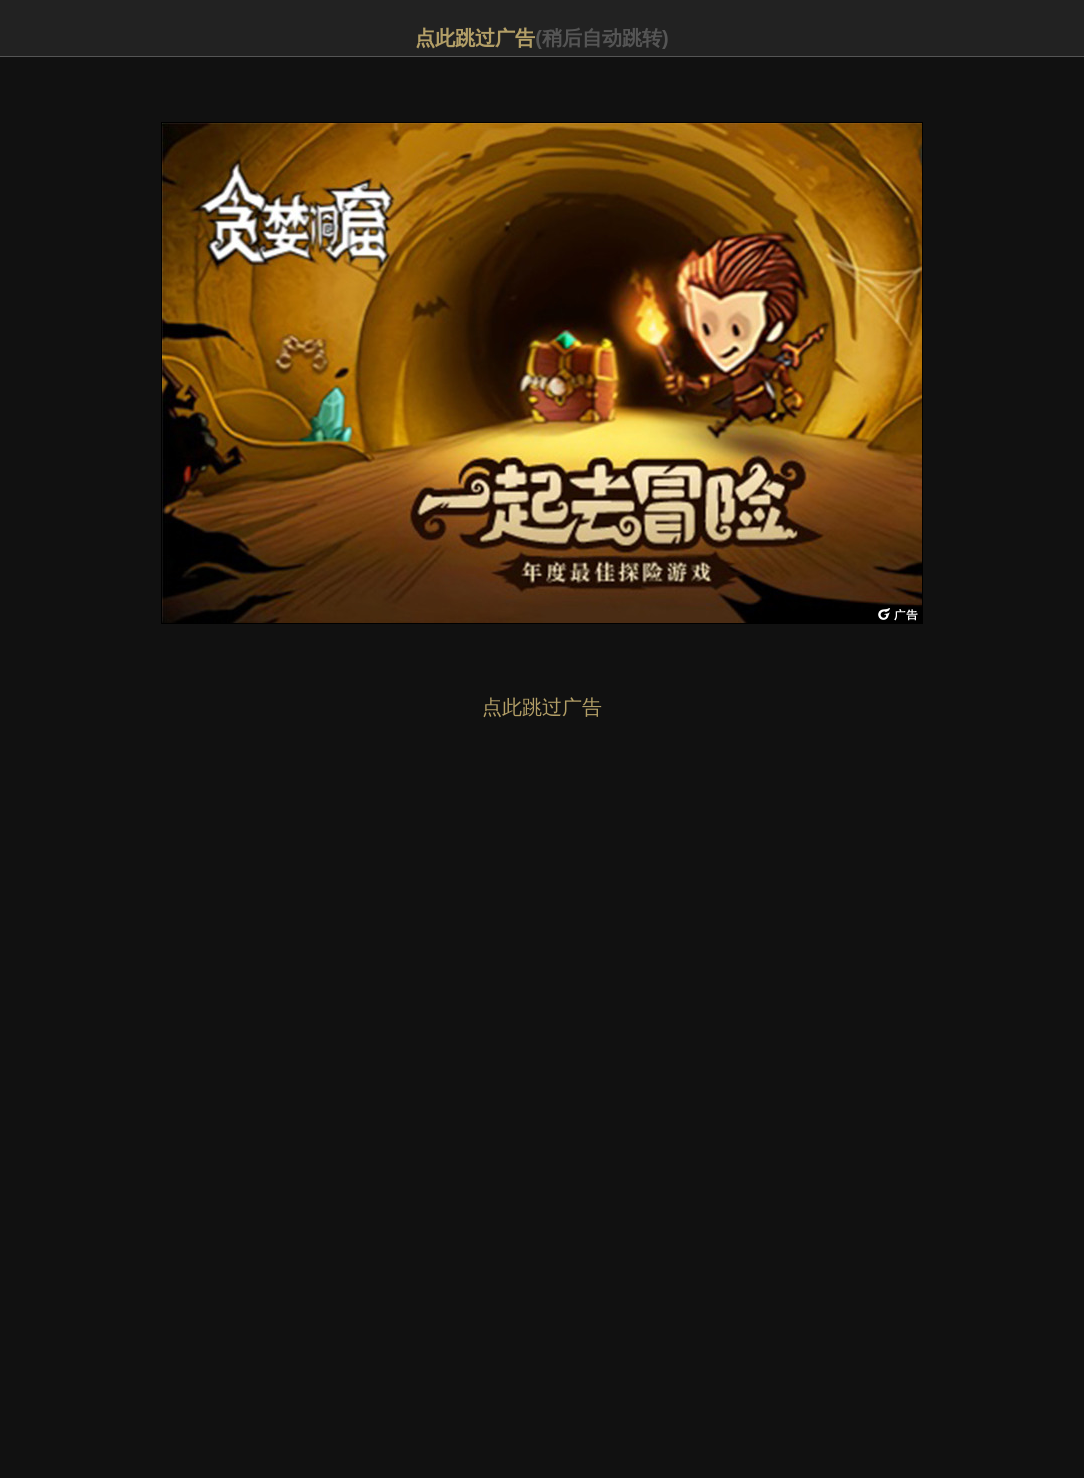 点此跳过广告(稍后自动跳转)
贪婪洞窟
一起去冒险
年度最佳探险游戏
广告
点此跳过广告